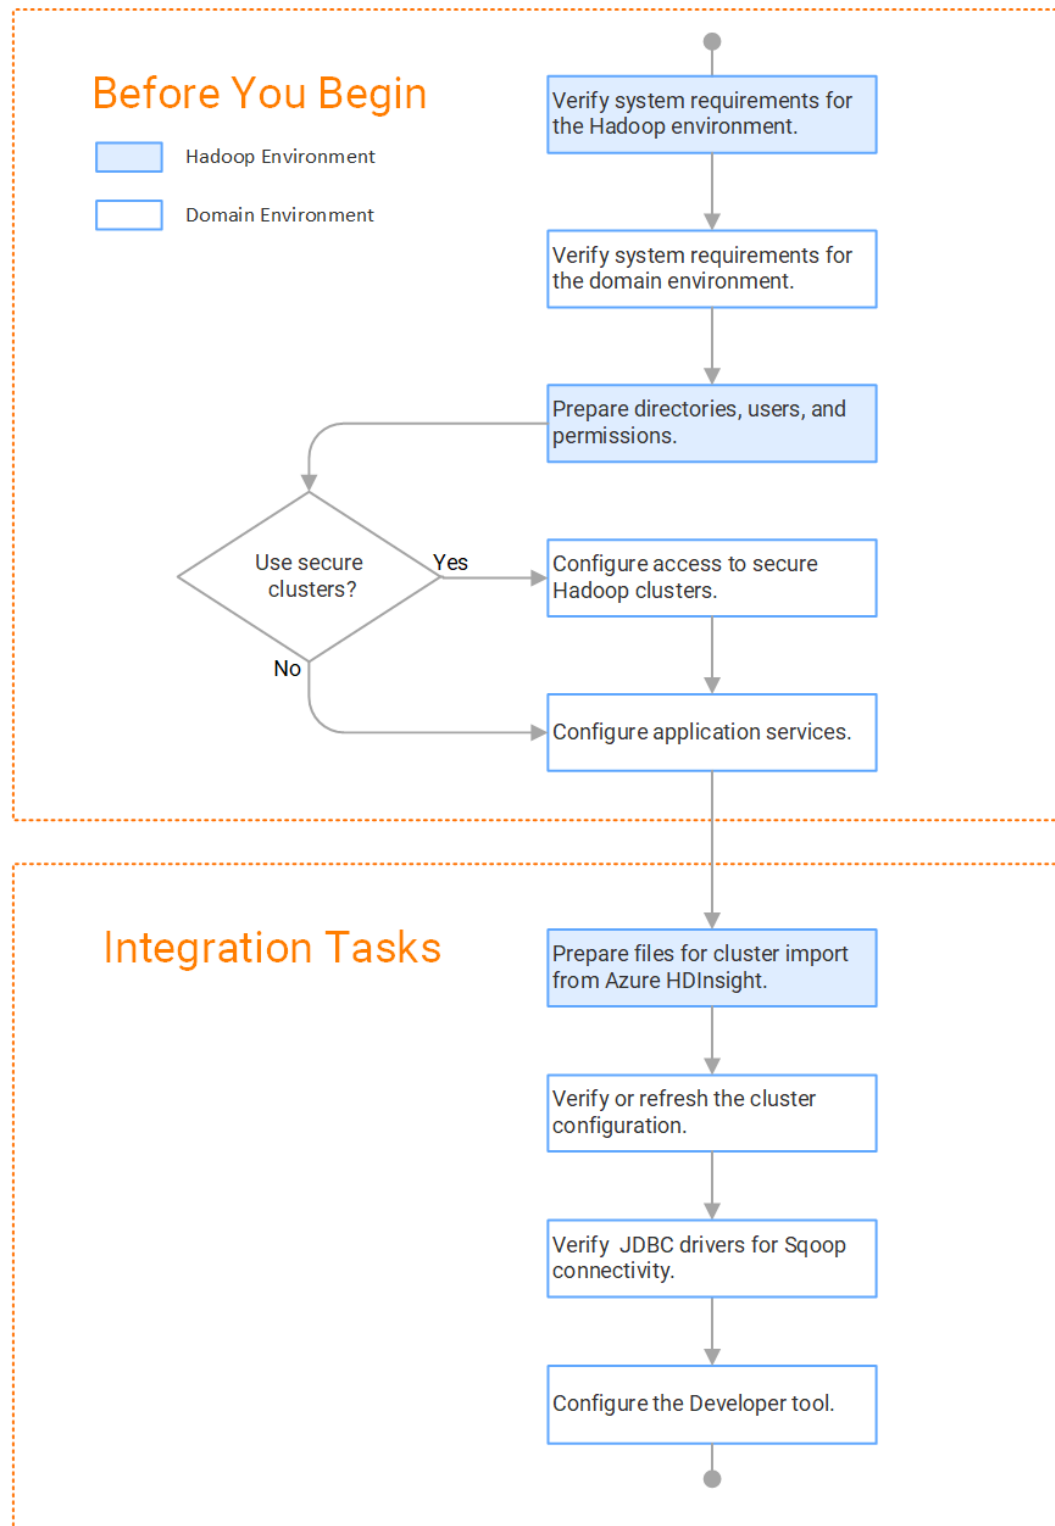 Before You Begin
Hadoop Environment
Domain Environment
Verify system requirements for
the Hadoop environment.
Verify system requirements for
the domain environment.
Prepare directories, users, and
permissions.
Use secure
clusters?
Yes
No
Configure access to secure
Hadoop clusters.
Configure application services.
Integration Tasks
Prepare files for cluster import
from Azure HDInsight.
Verify or refresh the cluster
configuration.
Verify  JDBC drivers for Sqoop
connectivity.
Configure the Developer tool.